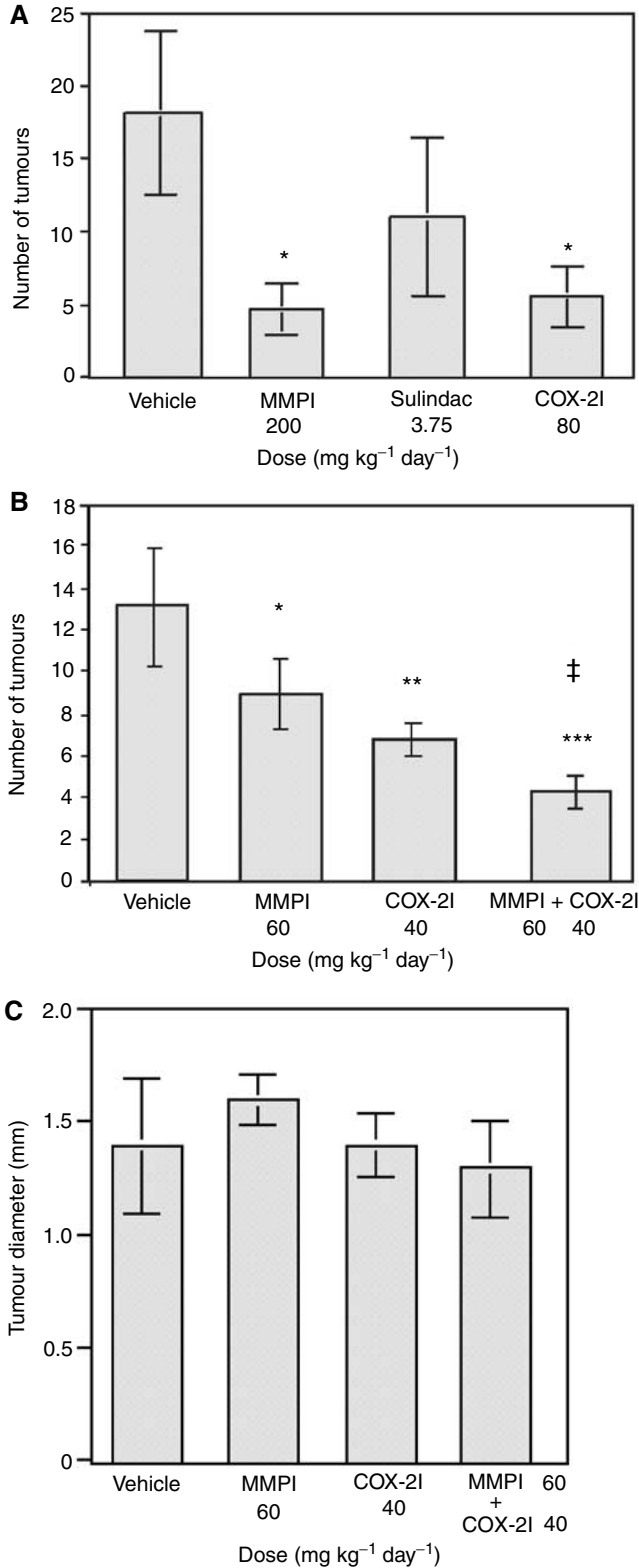 A
Number of tumours
25
20
15
10
5
0
*
*
Vehicle MMPI Sulindac COX-2I
200 3.75 80
Dose (mg kg⁻¹ day⁻¹)
B
Number of tumours
18
16
14
12
10
8
6
4
2
0
*
**
‡
***
Vehicle MMPI COX-2I MMPI + COX-2I
60 40 60 40
Dose (mg kg⁻¹ day⁻¹)
C
Tumour diameter (mm)
2.0
1.5
1.0
0.5
0
Vehicle MMPI COX-2I MMPI 60
60 40 +
COX-2I 40
Dose (mg kg⁻¹ day⁻¹)